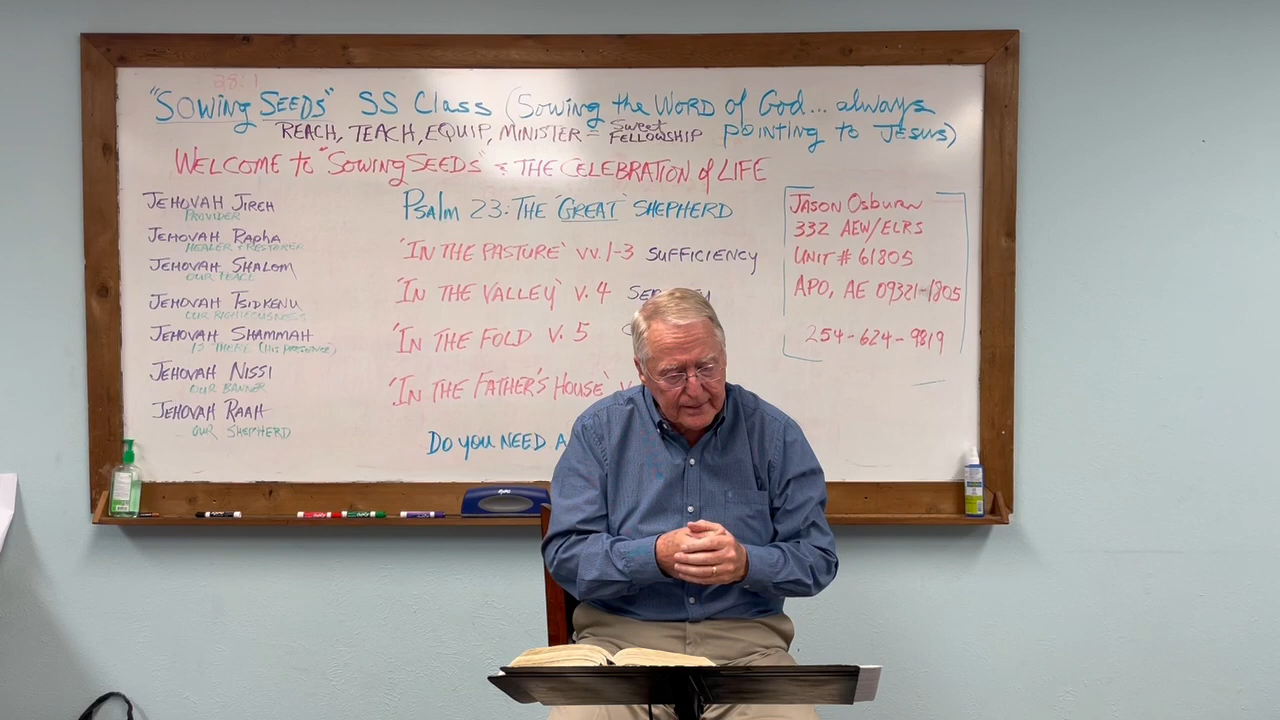 28:1
"SOWING SEEDS" SS CLASS (SOWING THE WORD OF GOD... always
REACH, TEACH, EQUIP, MINISTER = SWEET FELLOWSHIP pointing to JESUS)
WELCOME TO "SOWING SEEDS" & THE CELEBRATION of LIFE
JEHOVAH JIREH
PROVIDER
JEHOVAH RAPHA
HEALER & RESTORER
JEHOVAH SHALOM
OUR PEACE
JEHOVAH TSIDKENU
OUR RIGHTEOUSNESS
JEHOVAH SHAMMAH
IS THERE (HIS PRESENCE)
JEHOVAH NISSI
OUR BANNER
JEHOVAH RAAH
OUR SHEPHERD
PSALM 23: THE 'GREAT' SHEPHERD
'IN THE PASTURE' vv. 1-3 SUFFICIENCY
'IN THE VALLEY' v. 4
'IN THE FOLD v. 5
'IN THE FATHER'S HOUSE' v
DO YOU NEED A
JASON OSBURN
332 AEW/ELRS
UNIT # 61805
APO, AE 09321-1805
254-624-9819